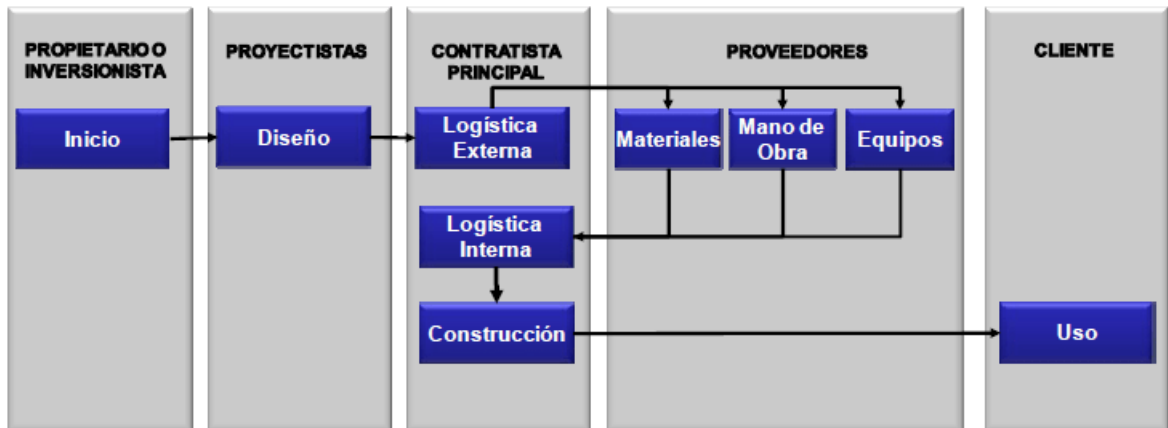 PROPIETARIO O
INVERSIONISTA
PROYECTISTAS
CONTRATISTA
PRINCIPAL
PROVEEDORES
CLIENTE
Inicio
Diseño
Logística
Externa
Materiales
Mano de
Obra
Equipos
Logística
Interna
Construcción
Uso